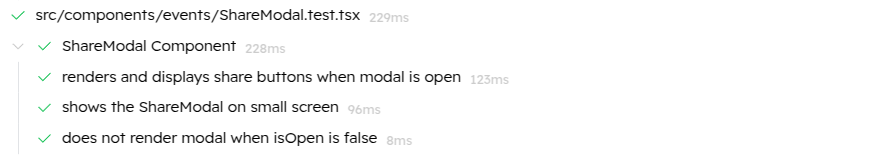 src/components/events/ShareModal.test.tsx 229ms
ShareModal Component 228ms
renders and displays share buttons when modal is open 123ms
shows the ShareModal on small screen 96ms
does not render modal when isOpen is false 8ms